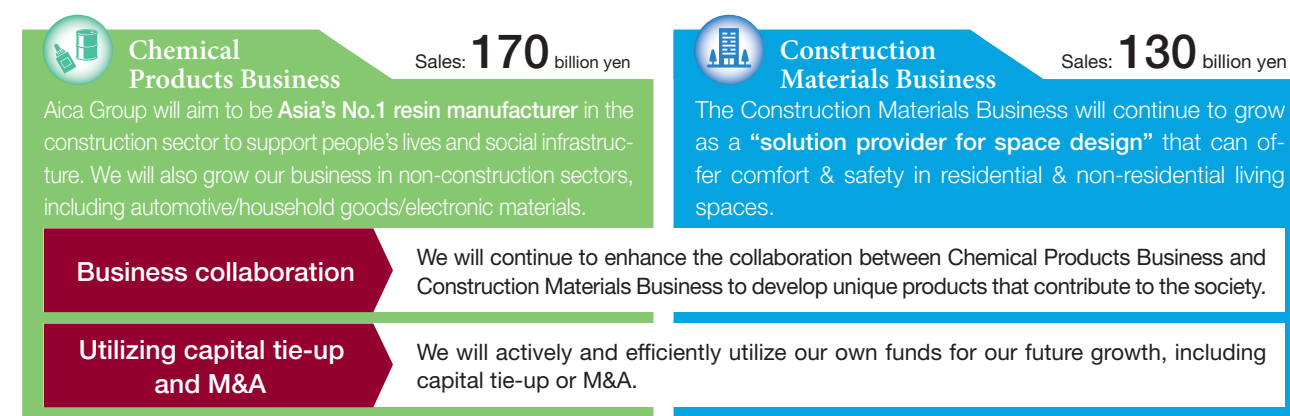 Chemical
Products Business
Sales: 170 billion yen
Aica Group will aim to be Asia's No.1 resin manufacturer in the
construction sector to support people's lives and social infrastruc-
ture. We will also grow our business in non-construction sectors,
including automotive/household goods/electronic materials.
Construction
Materials Business
Sales: 130 billion yen
The Construction Materials Business will continue to grow
as a “solution provider for space design” that can of-
fer comfort & safety in residential & non-residential living
spaces.
Business collaboration
We will continue to enhance the collaboration between Chemical Products Business and
Construction Materials Business to develop unique products that contribute to the society.
Utilizing capital tie-up
and M&A
We will actively and efficiently utilize our own funds for our future growth, including
capital tie-up or M&A.